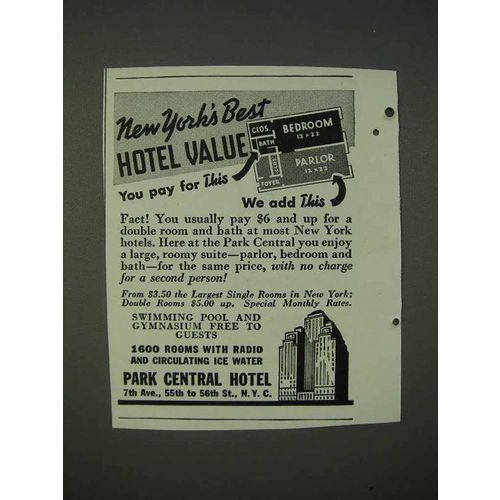 New York's Best
HOTEL VALUE
CLOS.
BATH
BEDROOM
12 x 22
CLOS.
PARLOR
12 x 22
FOYER
You pay for This
We add This
Fact! You usually pay $6 and up for a
double room and bath at most New York
hotels. Here at the Park Central you enjoy
a large, roomy suite—parlor, bedroom and
bath—for the same price, with no charge
for a second person!
From $3.50 the Largest Single Rooms in New York;
Double Rooms $5.00 up. Special Monthly Rates.
SWIMMING POOL AND
GYMNASIUM FREE TO
GUESTS
1600 ROOMS WITH RADIO
AND CIRCULATING ICE WATER
PARK CENTRAL HOTEL
7th Ave., 55th to 56th St., N.Y.C.